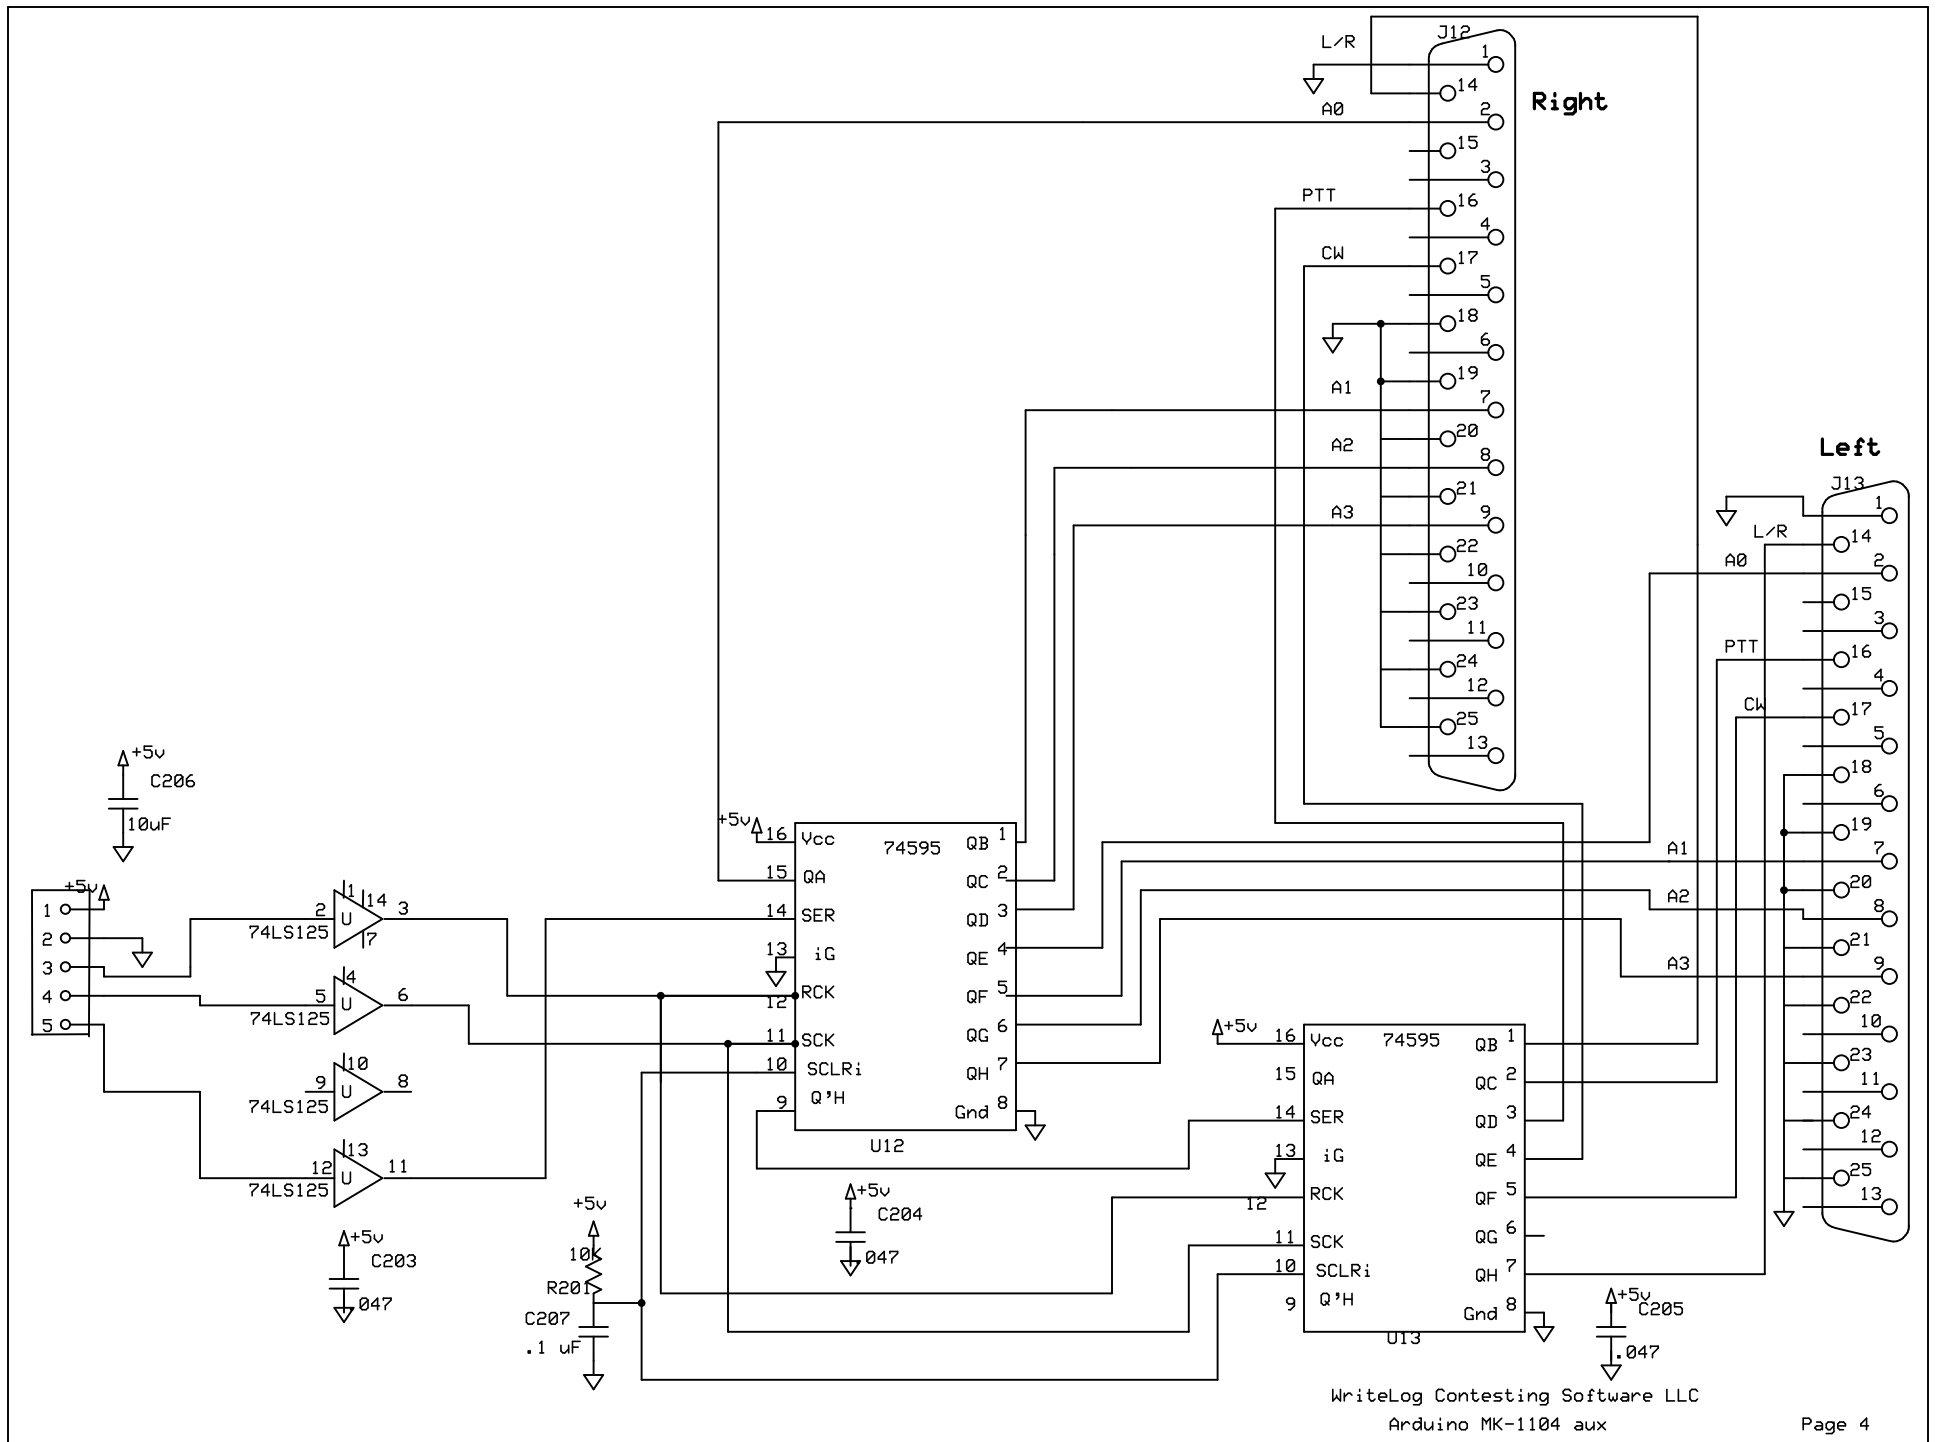 J12
L/R
1
14
Right
A0
2
15
3
PTT
16
4
CW
17
5
18
6
19
A1
7
20
A2
8
21
A3
9
22
10
23
11
24
12
25
13
Left
J13
1
L/R
14
A0
2
15
3
PTT
16
4
CW
17
5
18
6
19
A1
7
20
A2
8
21
A3
9
22
10
23
11
24
12
25
13
+5v
C206
10uF
+5v
1
2
3
4
5
1
14
2
U
3
74LS125
7
4
5
U
6
74LS125
10
9
U
8
74LS125
13
12
U
11
74LS125
+5v
C203
047
+5v
16
Vcc
74595
QB
1
15
QA
QC
2
14
SER
QD
3
13
iG
QE
4
12
RCK
QF
5
11
SCK
QG
6
10
SCLRi
QH
7
9
Q'H
Gnd
8
U12
+5v
10K
R201
C207
.1 uF
+5v
C204
047
+5v
16
Vcc
74595
QB
1
15
QA
QC
2
14
SER
QD
3
13
iG
QE
4
12
RCK
QF
5
11
SCK
QG
6
10
SCLRi
QH
7
9
Q'H
Gnd
8
U13
+5v
C205
.047
WriteLog Contesting Software LLC
Arduino MK-1104 aux
Page 4